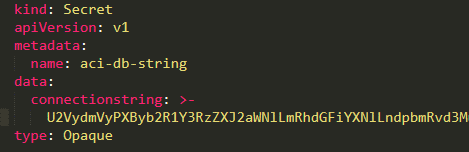 kind: Secret
apiVersion: v1
metadata:
name: aci-db-string
data:
connectionstring: >-
U2VydmVyPXByb2R1Y3RzZXJ2aWNlLmRhdGFiYXNlLndpbmRvd3M
type: Opaque